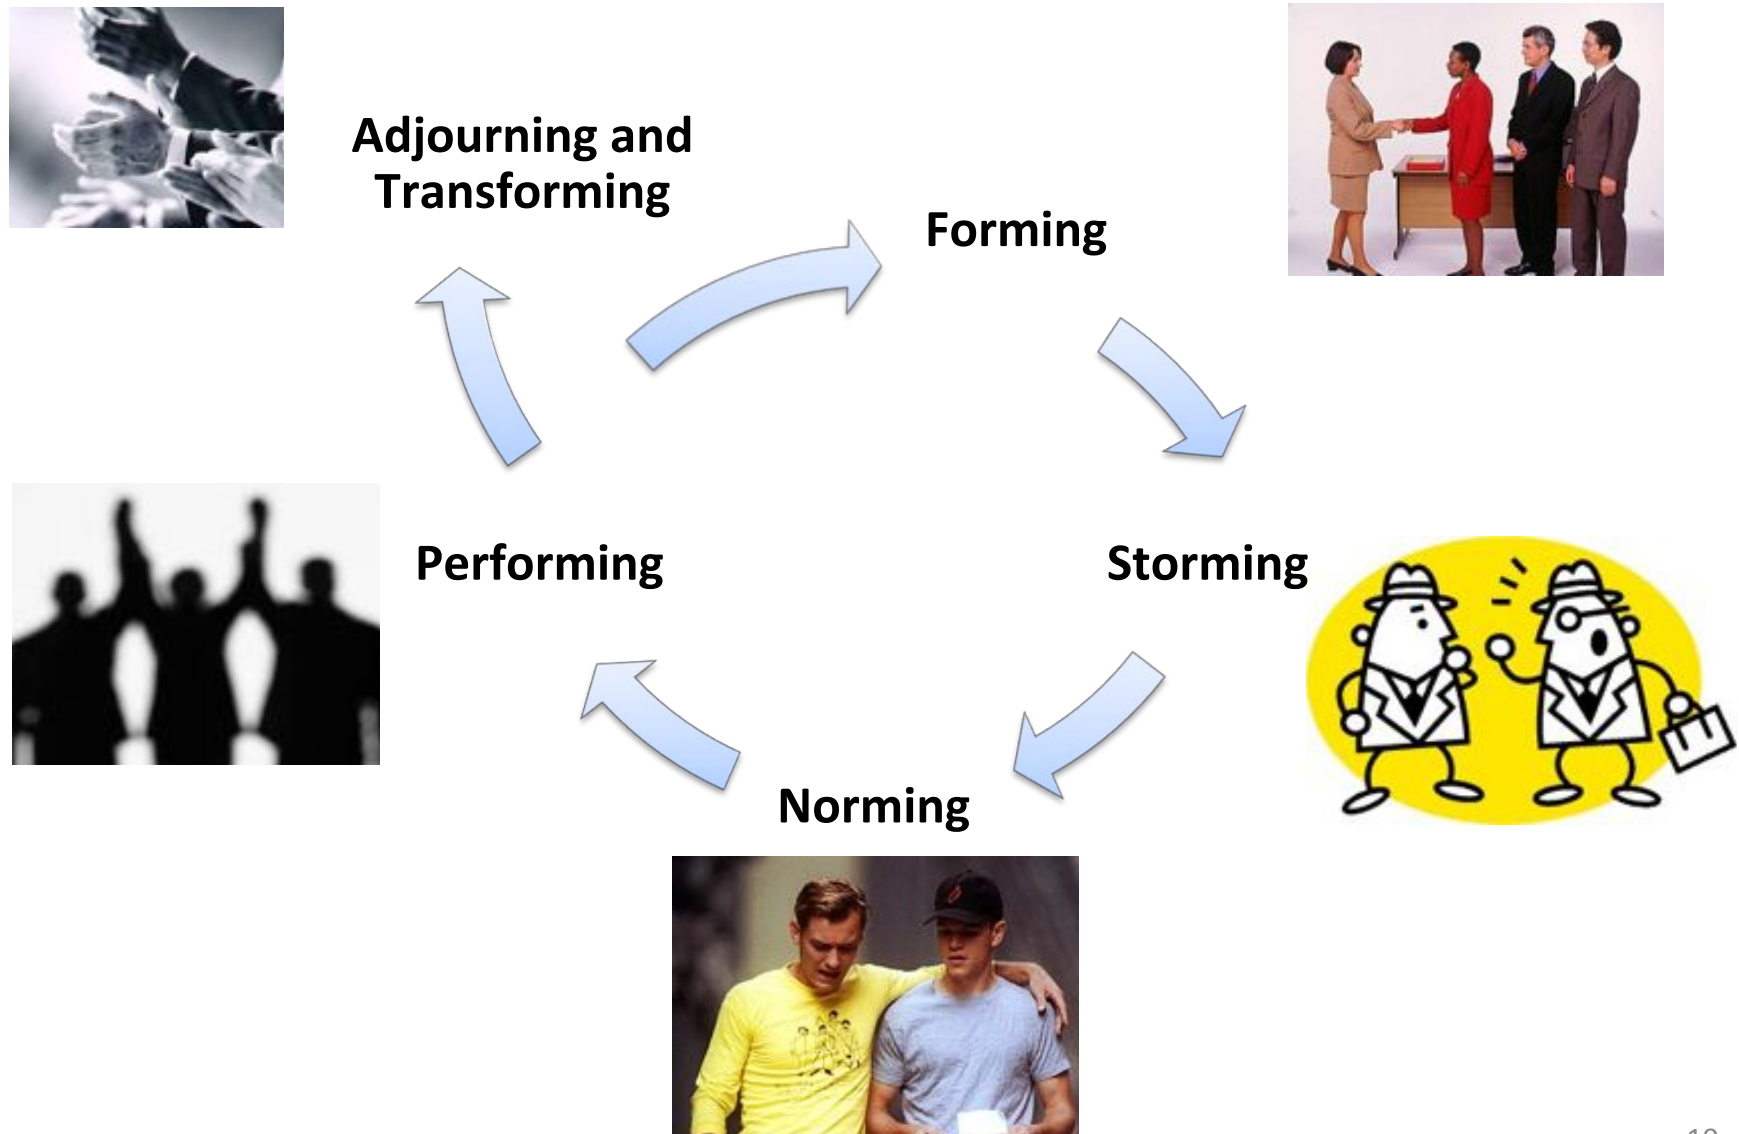 Adjourning and
Transforming
Forming
Performing
Storming
Norming